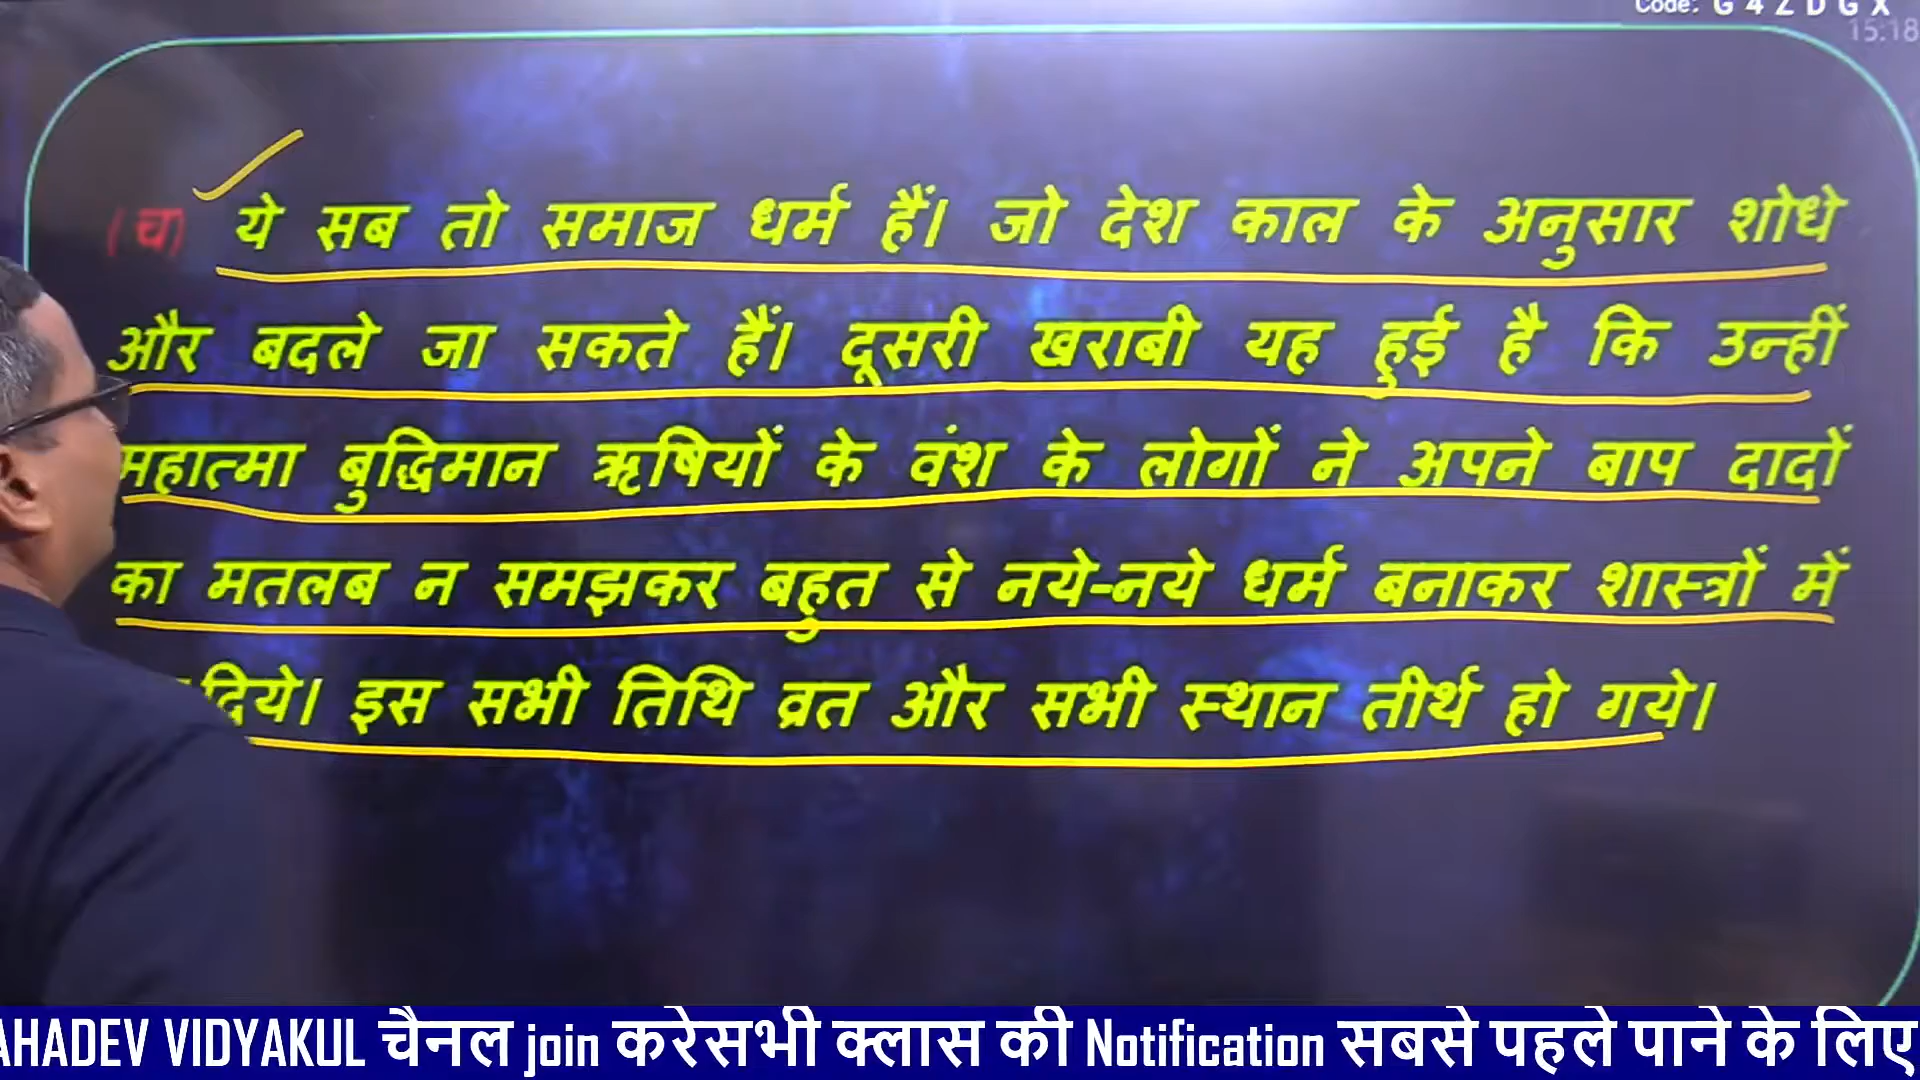 Code: G 4 Z D G X
15:18
(च) ये सब तो समाज धर्म हैं। जो देश काल के अनुसार शोधे
और बदले जा सकते हैं। दूसरी खराबी यह हुई है कि उन्हीं
महात्मा बुद्धिमान ऋषियों के वंश के लोगों ने अपने बाप दादों
का मतलब न समझकर बहुत से नये-नये धर्म बनाकर शास्त्रों में
दिये। इस सभी तिथि व्रत और सभी स्थान तीर्थ हो गये।
AHADEV VIDYAKUL चैनल join करेसभी क्लास की Notification सबसे पहले पाने के लिए